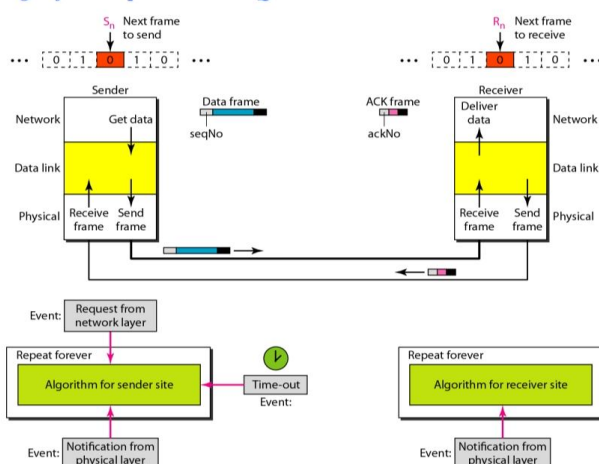 Sn Next frame
to send
Rn Next frame
to receive
... 0 1 0 1 0 ...
... 0 1 0 1 0 ...
Sender
Receiver
Data frame
seqNo
ACK frame
ackNo
Network
Get data
Deliver
data
Network
Data link
Data link
Physical
Receive
frame
Send
frame
Receive
frame
Send
frame
Physical
Event:
Request from
network layer
Repeat forever
Algorithm for sender site
Time-out
Event:
Repeat forever
Algorithm for receiver site
Event:
Notification from
physical layer
Event:
Notification from
physical layer